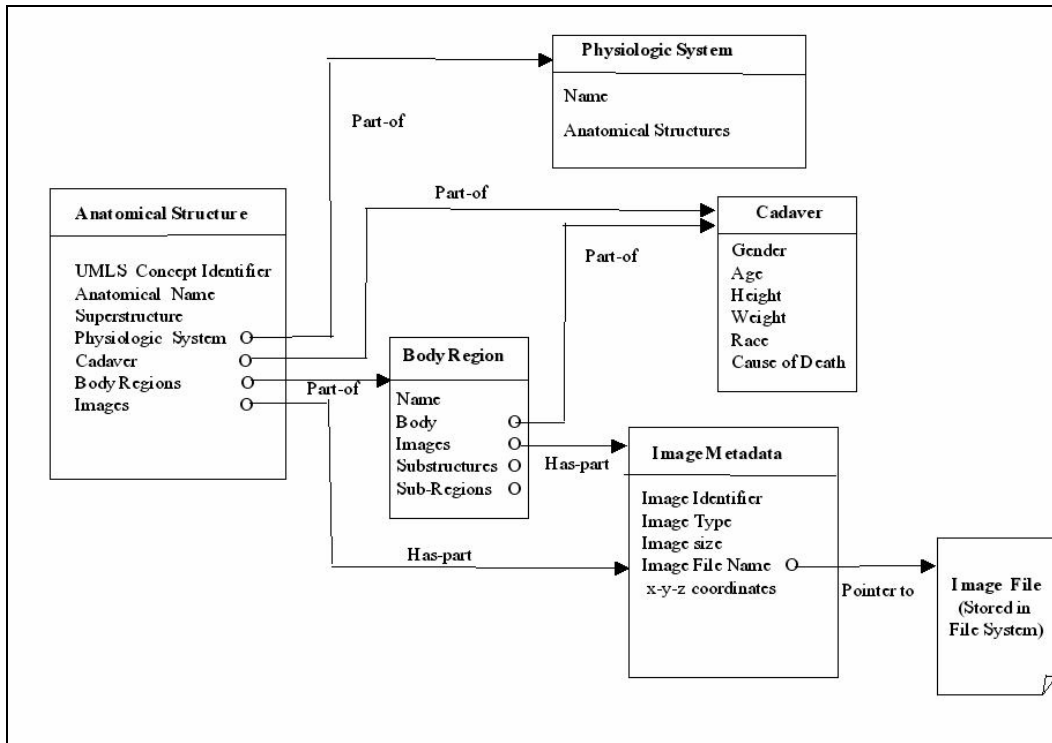 Physiologic System
Name
Anatomical Structures
Part-of
Anatomical Structure
UMLS Concept Identifier
Anatomical Name
Superstructure
Physiologic System O
Cadaver O
Body Regions O
Images O
Part-of
Cadaver
Gender
Age
Height
Weight
Race
Cause of Death
Part-of
Part-of
Body Region
Name
Body O
Images O
Substructures O
Sub-Regions O
Has-part
Has-part
Image Metadata
Image Identifier
Image Type
Image size
Image File Name O
x-y-z coordinates
Pointer to
Image File
(Stored in
File System)